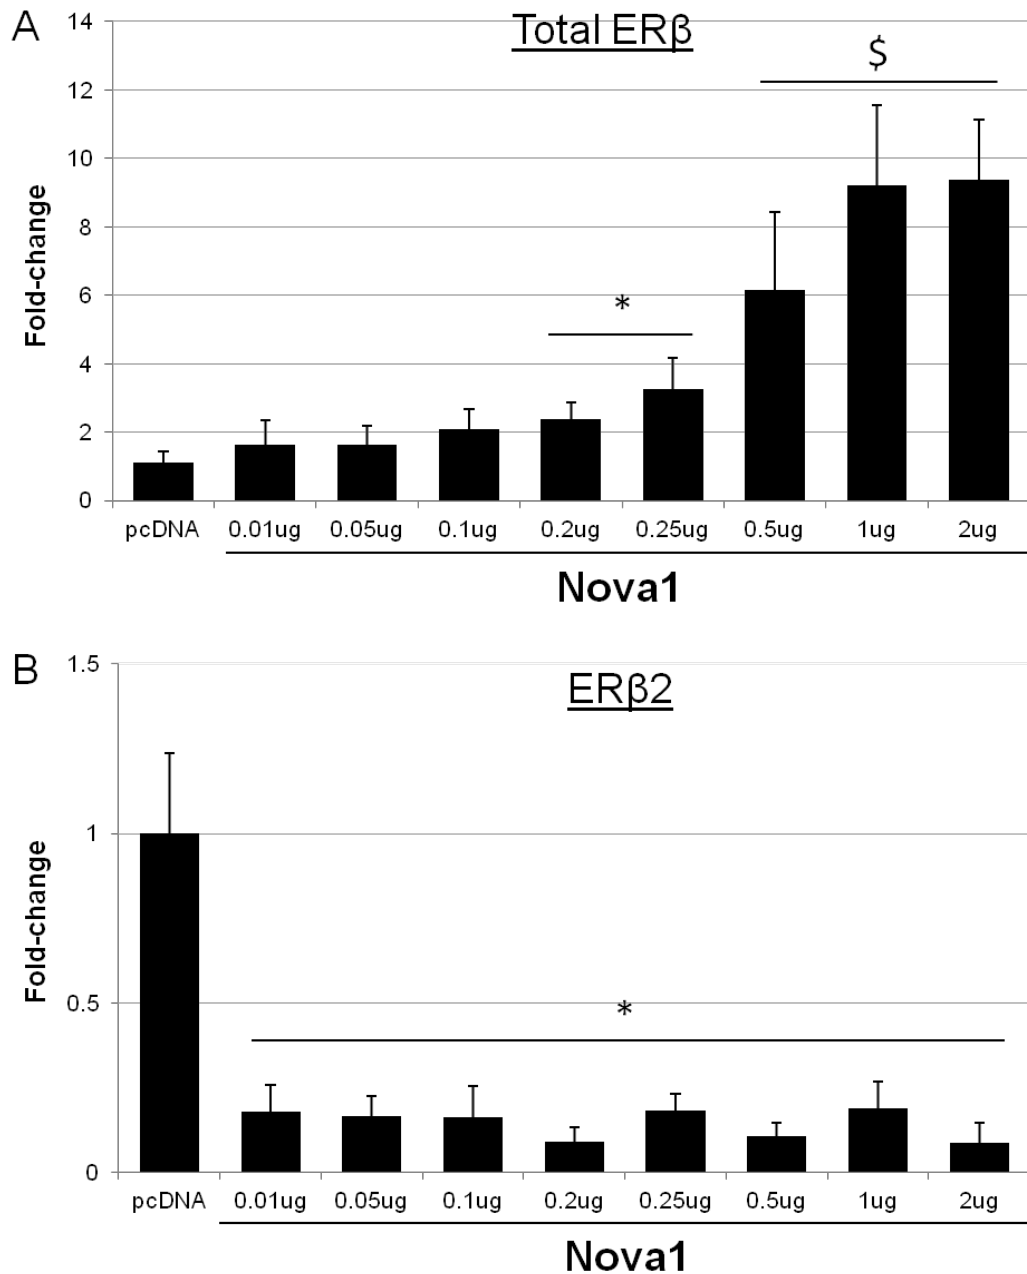 A
Total ERβ
$
*
14
12
10
8
6
4
2
0
Fold-change
pcDNA 0.01ug 0.05ug 0.1ug 0.2ug 0.25ug 0.5ug 1ug 2ug
Nova1
B
ERβ2
*
1.5
1
0.5
0
Fold-change
pcDNA 0.01ug 0.05ug 0.1ug 0.2ug 0.25ug 0.5ug 1ug 2ug
Nova1